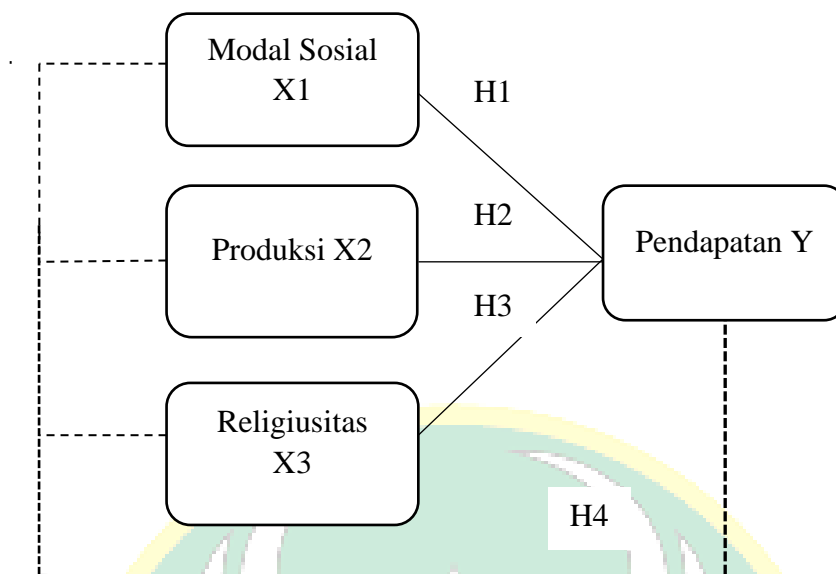 Modal Sosial
X1
H1
H2
Produksi X2
Pendapatan Y
H3
Religiusitas
X3
H4